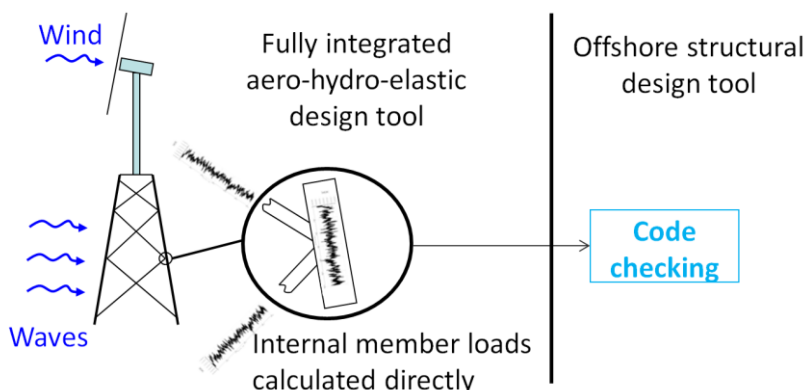 Wind
Fully integrated
aero-hydro-elastic
design tool
Offshore structural
design tool
Code
checking
Waves
Internal member loads
calculated directly